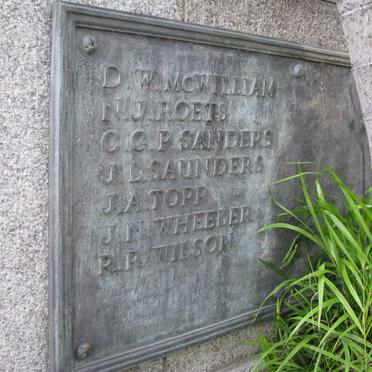 D. W. McWILLIAM
N. J. ROETS
C. C. P. SANDERS
J. L. SAUNDERS
J. A. TOPP
J. N. WHEELER
R. R. WILSON